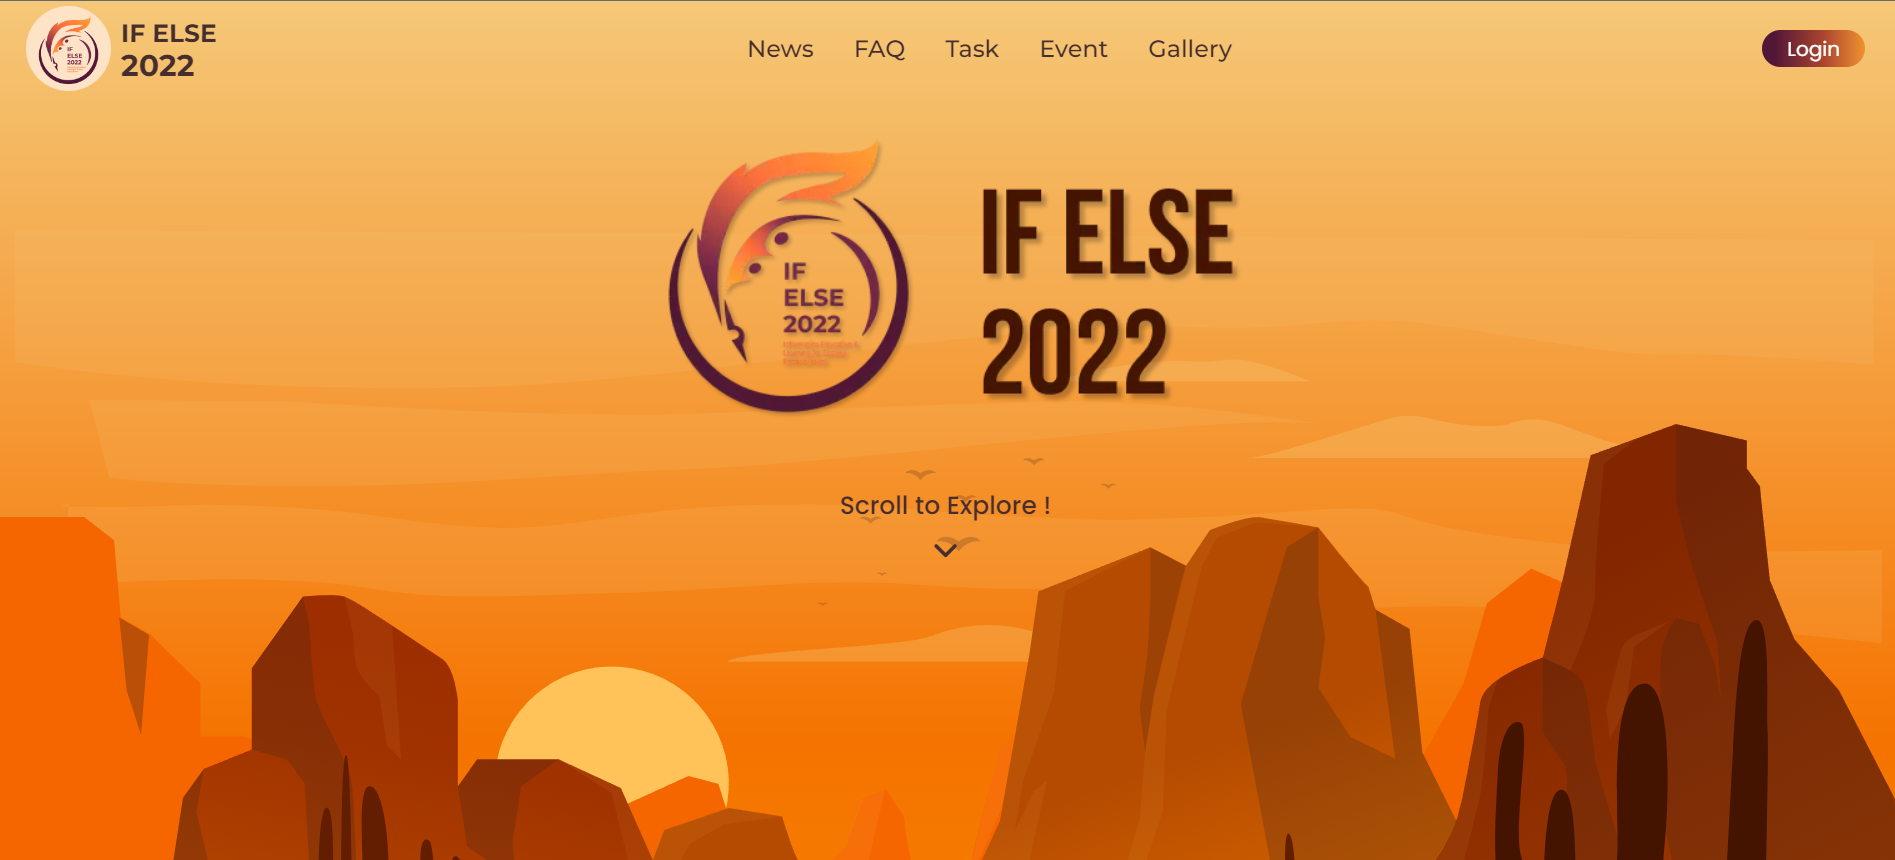 IF
ELSE
2022
IF ELSE
2022
News FAQ Task Event Gallery
Login
IF
ELSE
2022
IF ELSE
2022
Scroll to Explore !